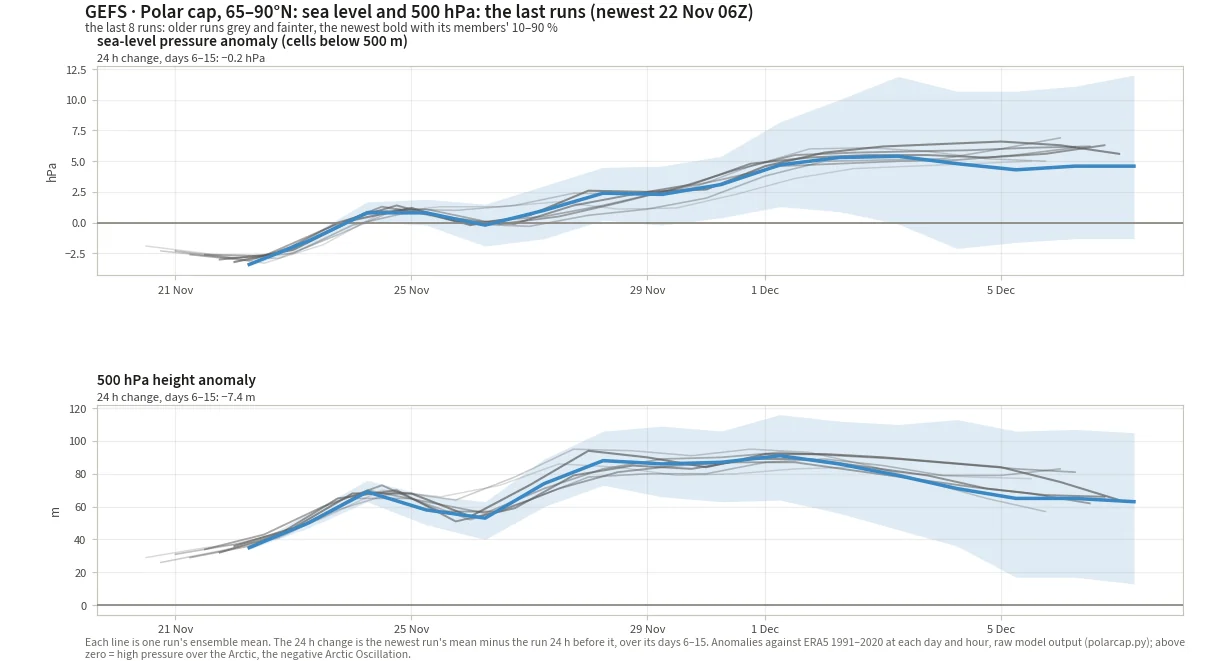 GEFS · Polar cap, 65–90°N: sea level and 500 hPa: the last runs (newest 22 Nov 06Z)
the last 8 runs: older runs grey and fainter, the newest bold with its members' 10–90 %
sea-level pressure anomaly (cells below 500 m)
24 h change, days 6–15: −0.2 hPa
12.5
10.0
7.5
5.0
2.5
0.0
−2.5
hPa
21 Nov
25 Nov
29 Nov
1 Dec
5 Dec
500 hPa height anomaly
24 h change, days 6–15: −7.4 m
120
100
80
60
40
20
0
m
21 Nov
25 Nov
29 Nov
1 Dec
5 Dec
Each line is one run's ensemble mean. The 24 h change is the newest run's mean minus the run 24 h before it, over its days 6–15. Anomalies against ERA5 1991–2020 at each day and hour, raw model output (polarcap.py); above
zero = high pressure over the Arctic, the negative Arctic Oscillation.